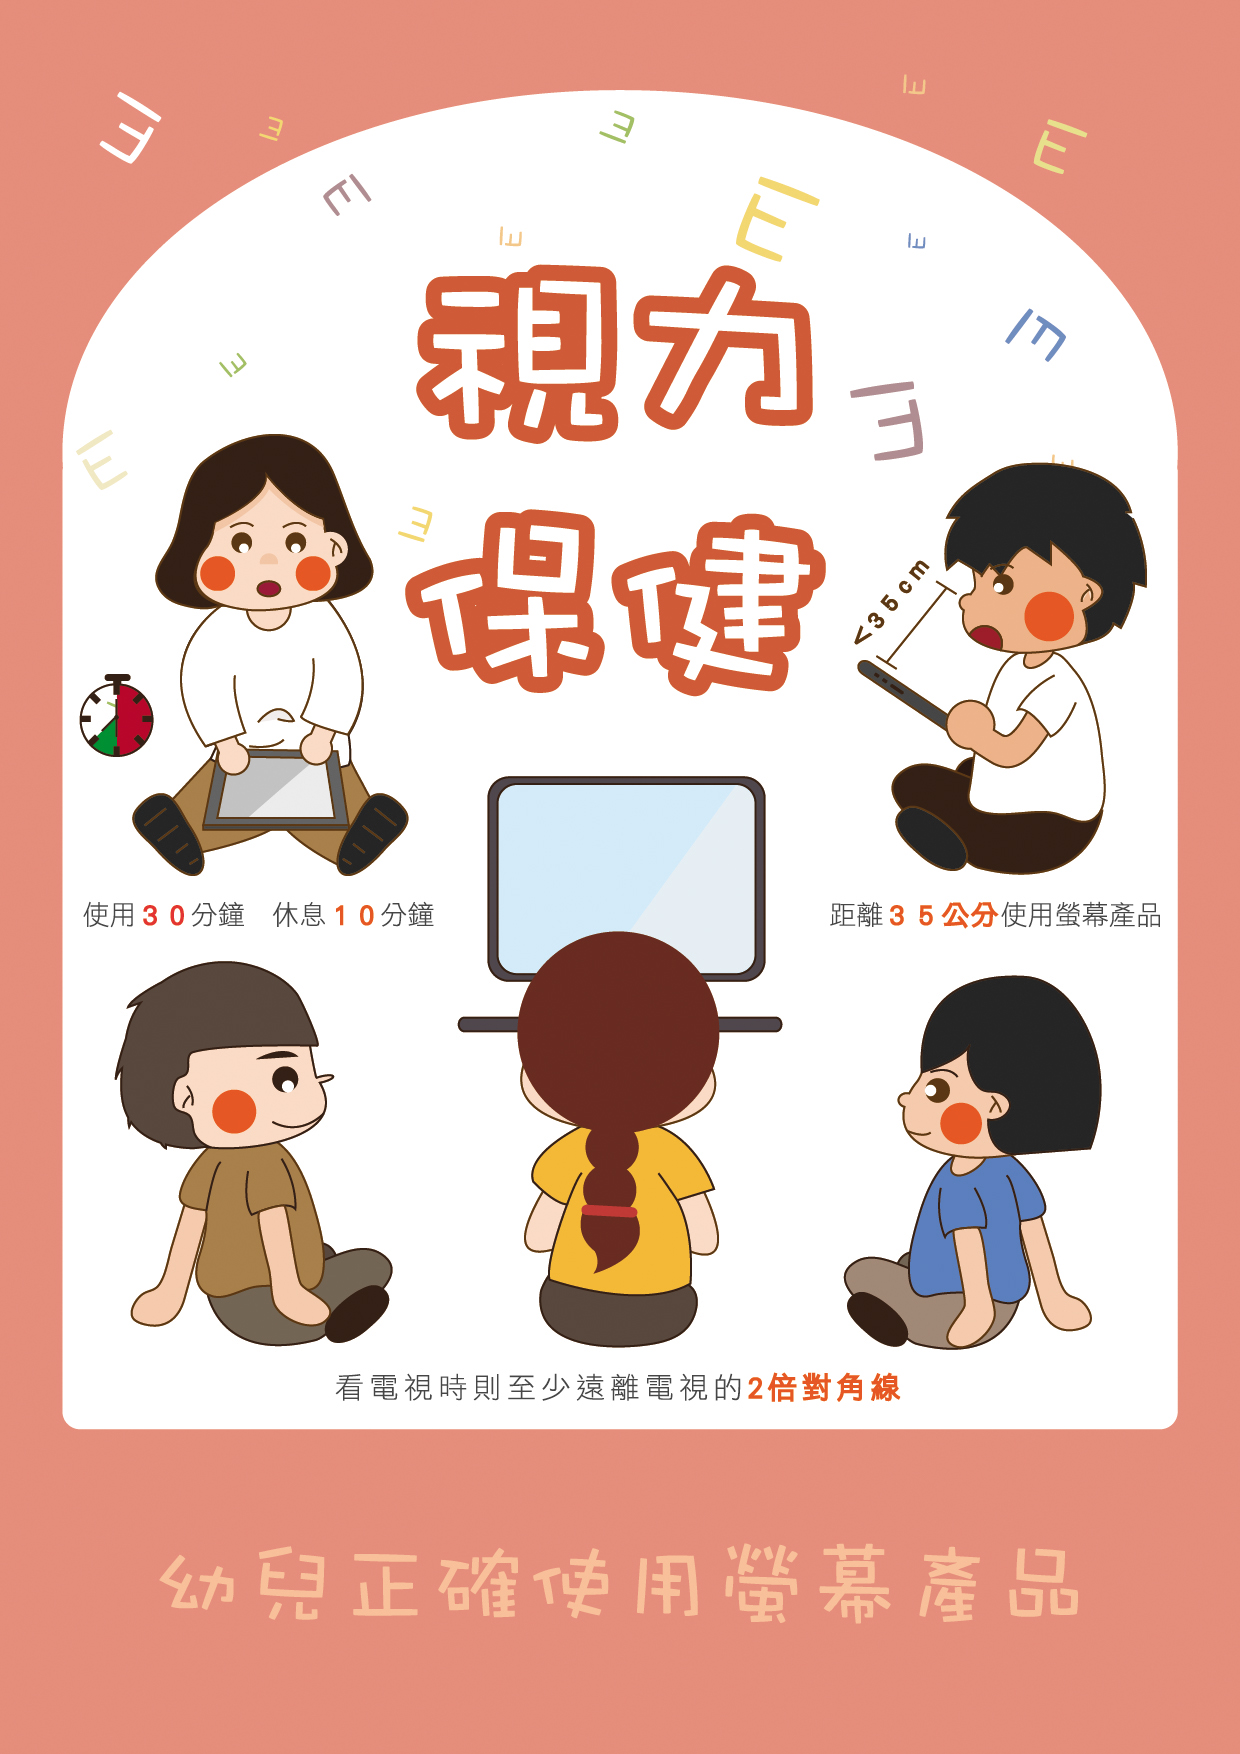 視力
保健
<35cm
使用30分鐘 休息10分鐘
距離35公分使用螢幕產品
看電視時則至少遠離電視的2倍對角線
幼兒正確使用螢幕產品